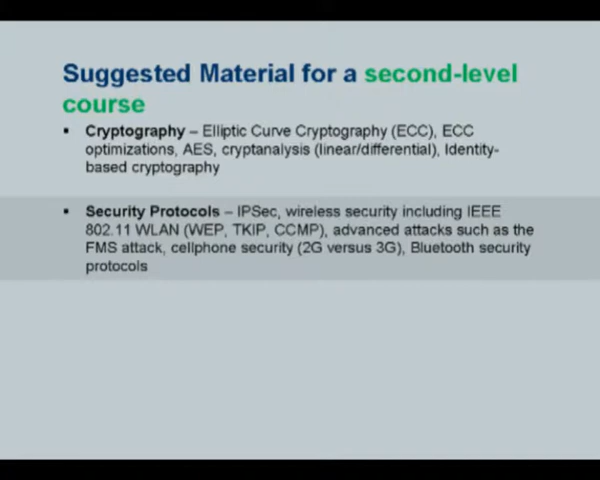 Suggested Material for a second-level
course
▪ Cryptography – Elliptic Curve Cryptography (ECC), ECC
optimizations, AES, cryptanalysis (linear/differential), Identity-
based cryptography
▪ Security Protocols – IPSec, wireless security including IEEE
802.11 WLAN (WEP, TKIP, CCMP), advanced attacks such as the
FMS attack, cellphone security (2G versus 3G), Bluetooth security
protocols